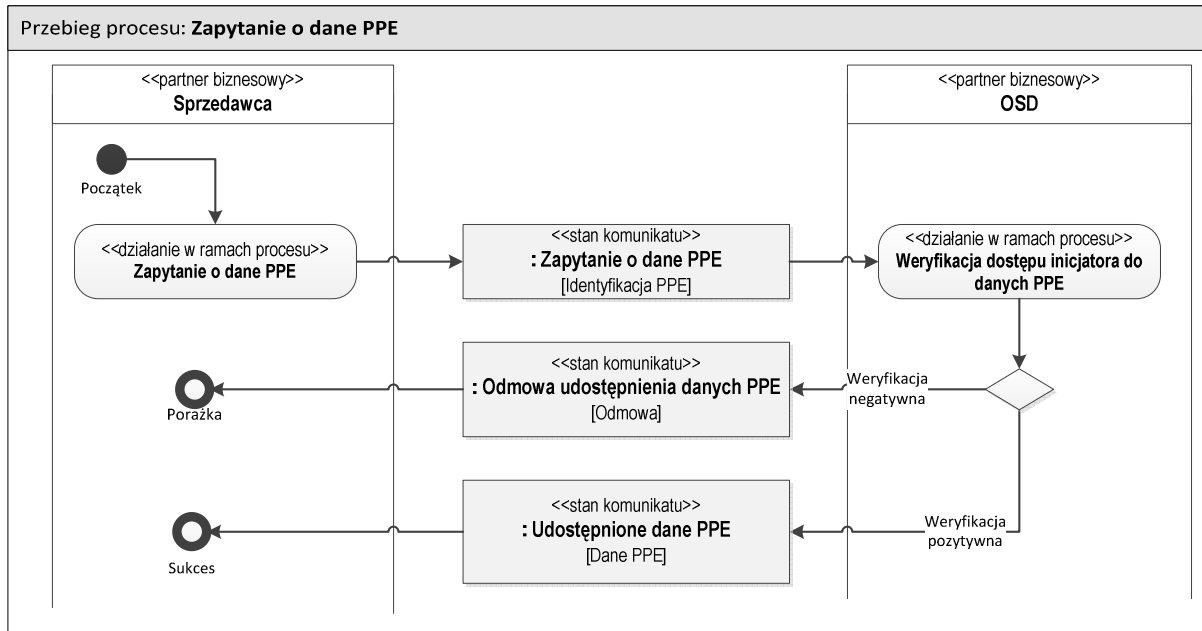 Przebieg procesu: Zapytanie o dane PPE
<<partner biznesowy>>
Sprzedawca
<<partner biznesowy>>
OSD
Początek
<<działanie w ramach procesu>>
Zapytanie o dane PPE
<<stan komunikatu>>
: Zapytanie o dane PPE
[Identyfikacja PPE]
<<działanie w ramach procesu>>
Weryfikacja dostępu inicjatora do
danych PPE
<<stan komunikatu>>
: Odmowa udostępnienia danych PPE
[Odmowa]
Weryfikacja
negatywna
Porażka
<<stan komunikatu>>
: Udostępnione dane PPE
[Dane PPE]
Weryfikacja
pozytywna
Sukces